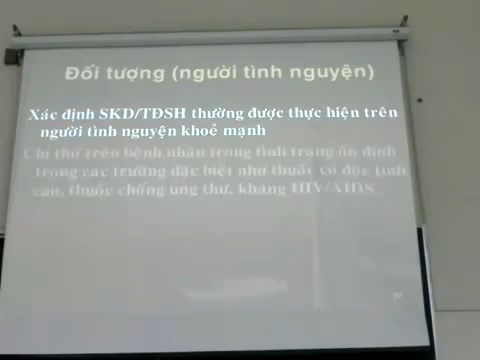 Đối tượng (người tình nguyện)
Xác định SKD/TĐSH thường được thực hiện trên
người tình nguyện khoẻ mạnh
Chỉ thử trên bệnh nhân trong tình trạng ổn định
trong các trường đặc biệt như thuốc có độc tính
cao, thuốc chống ung thư, kháng HIV/AIDS